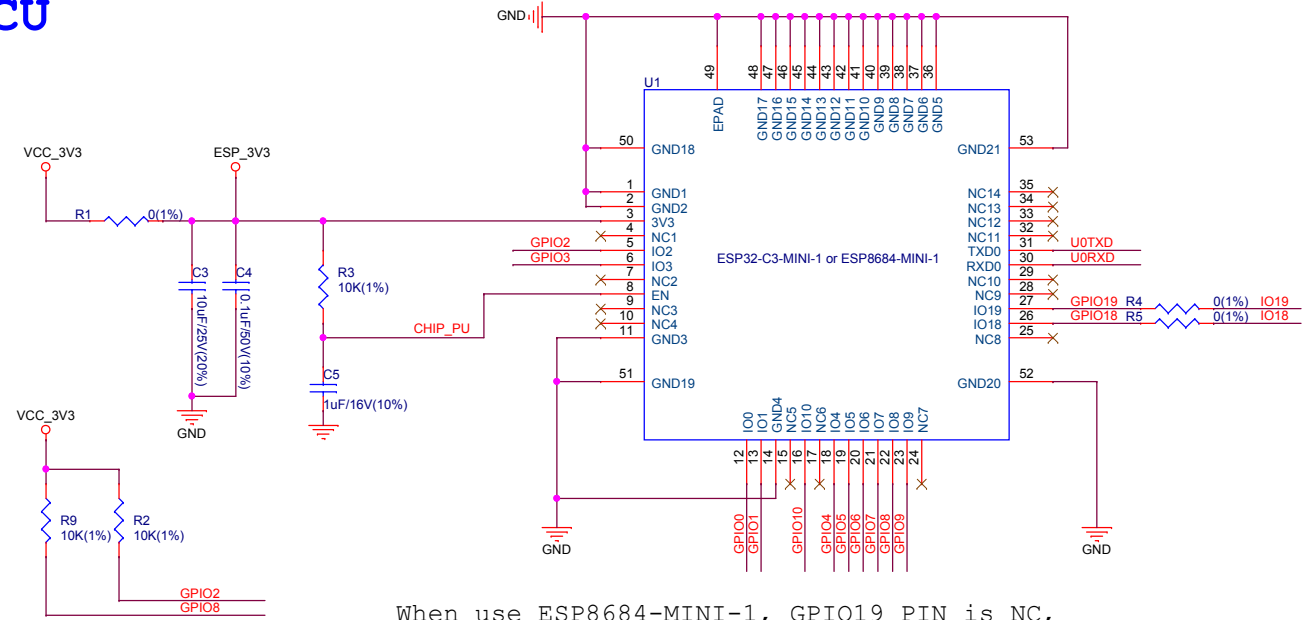 CU
GND
U1
49
48
47
46
45
44
43
42
41
40
39
38
37
36
EPAD
GND17
GND16
GND15
GND14
GND13
GND12
GND11
GND10
GND9
GND8
GND7
GND6
GND5
VCC_3V3
ESP_3V3
50 GND18
GND21 53
1 GND1
2 GND2
3 3V3
4 NC1
GPIO2 5 IO2
GPIO3 6 IO3
7 NC2
8 EN
9 NC3
10 NC4
11 GND3
51 GND19
NC14 35
NC13 34
NC12 33
NC11 32
TXD0 31 U0TXD
RXD0 30 U0RXD
NC10 29
NC9 28
IO19 27 GPIO19 R4 0(1%) IO19
IO18 26 GPIO18 R5 0(1%) IO18
NC8 25
GND20 52
ESP32-C3-MINI-1 or ESP8684-MINI-1
R1 0(1%)
C3
10uF/25V(20%)
C4
0.1uF/50V(10%)
R3
10K(1%)
CHIP_PU
C5
1uF/16V(10%)
GND
VCC_3V3
R9
10K(1%)
R2
10K(1%)
GPIO2
GPIO8
IO0
IO1
GND4
NC5
IO10
NC6
IO4
IO5
IO6
IO7
IO8
IO9
NC7
12
13
14
15
16
17
18
19
20
21
22
23
24
GPIO0
GPIO1
GPIO10
GPIO4
GPIO5
GPIO6
GPIO7
GPIO8
GPIO9
GND
GND
When use ESP8684-MINI-1, GPIO19 PIN is NC,